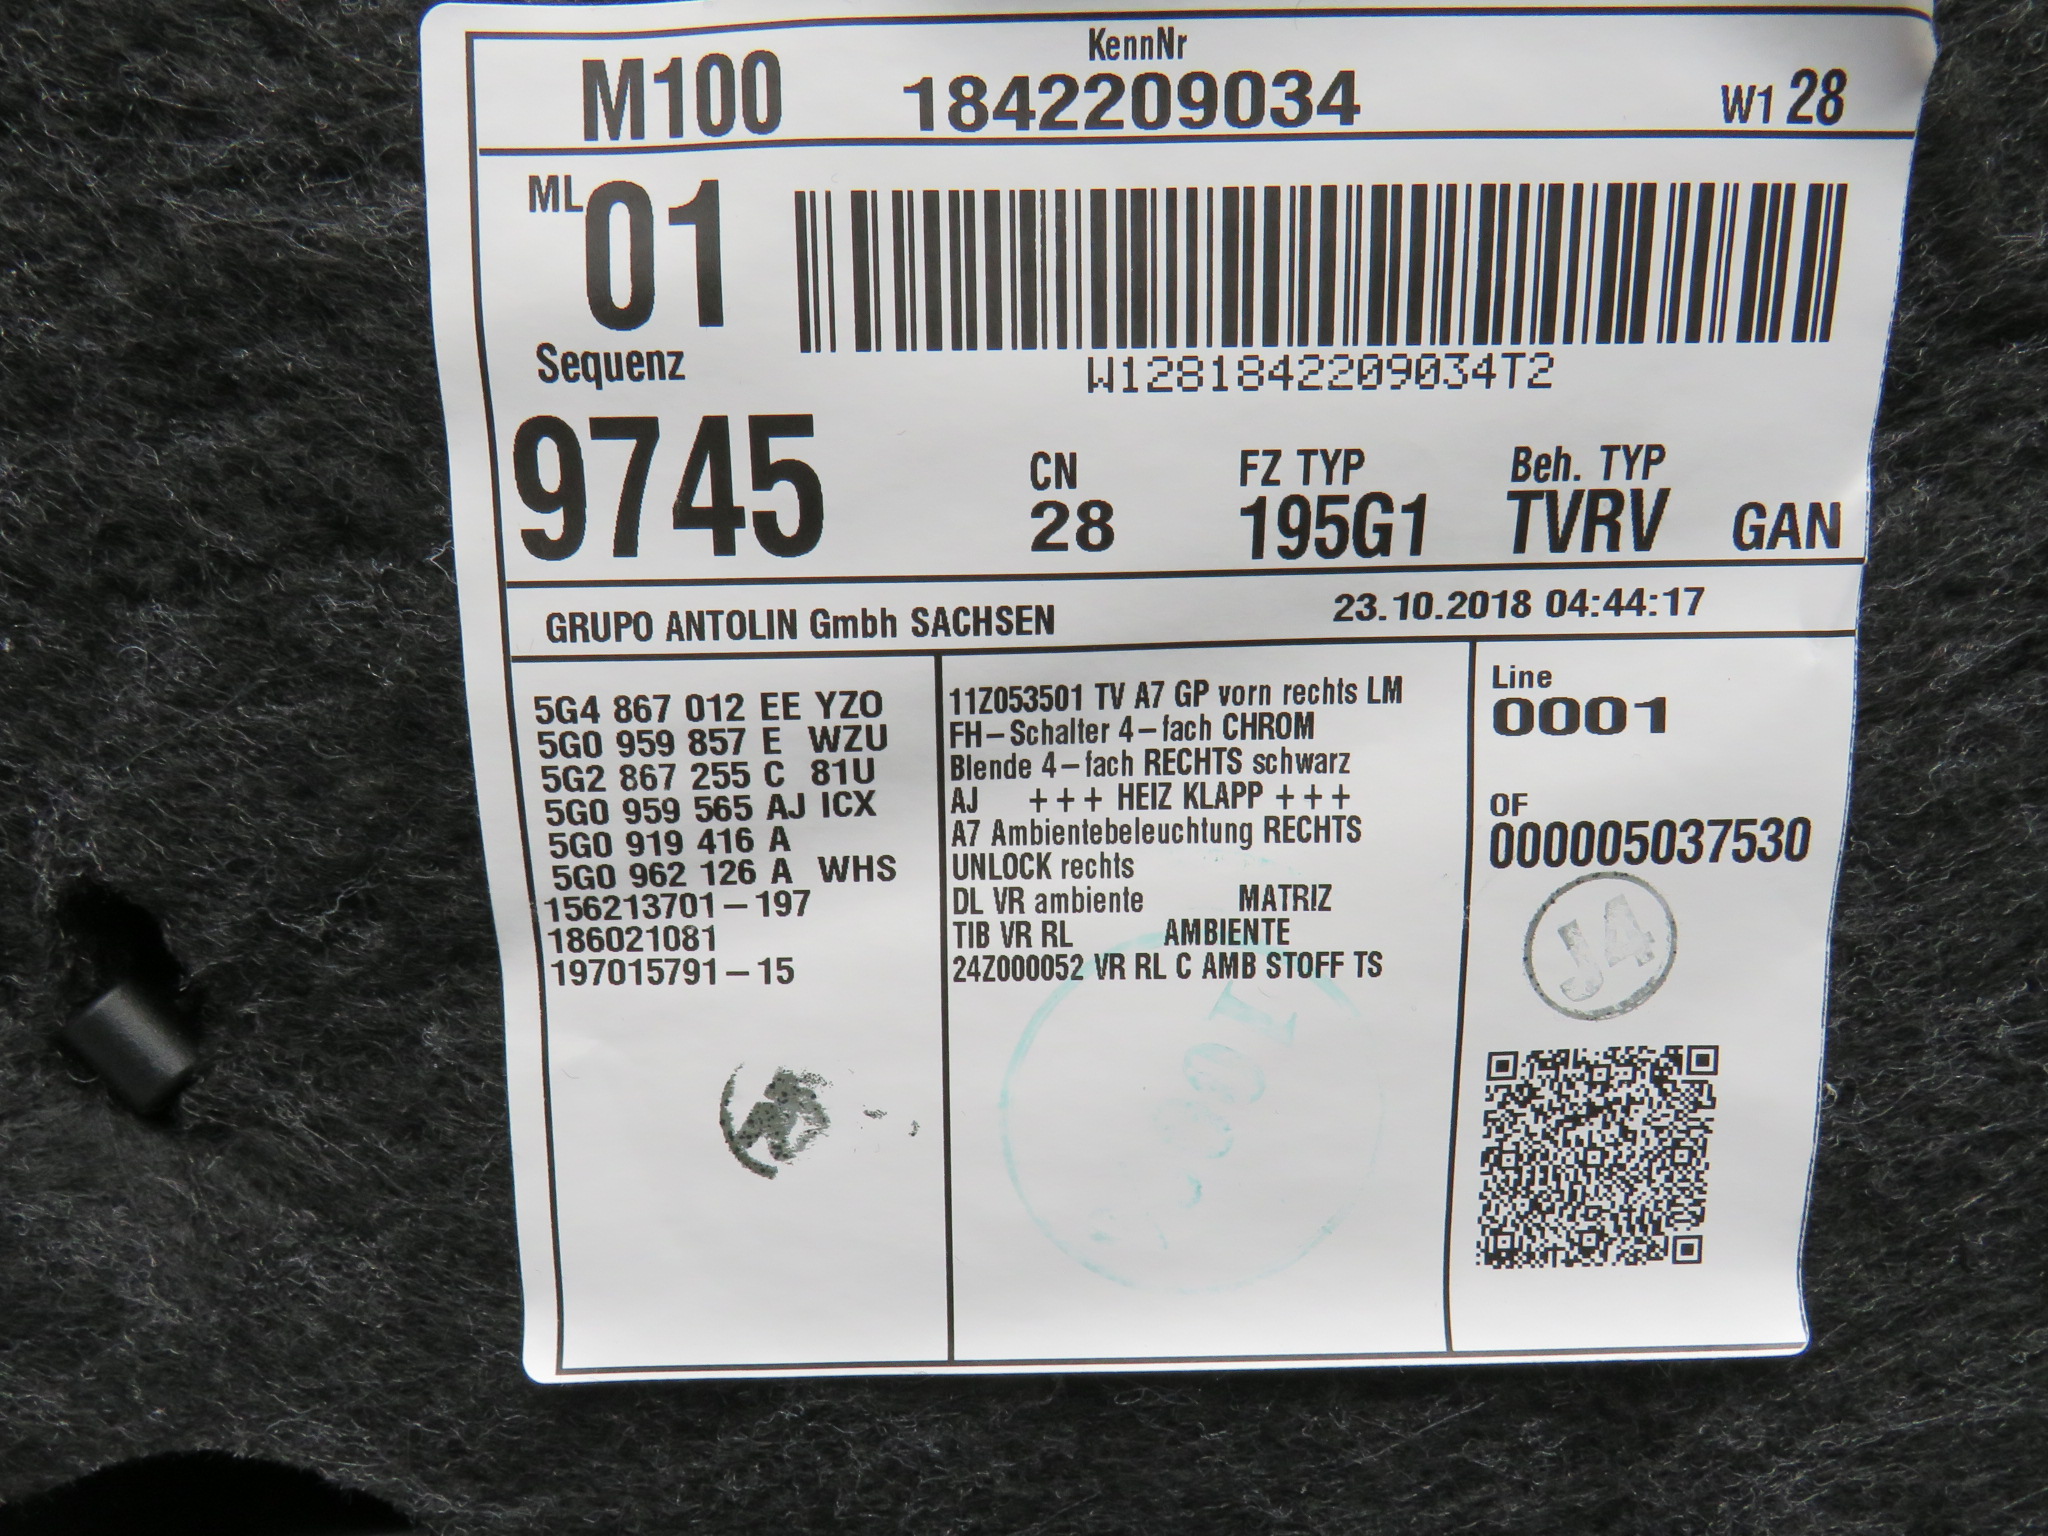 KennNr
M100 1842209034 W1 28
ML 01
W1281842209034T2
Sequenz
9745
CN FZ TYP Beh. TYP
28 195G1 TVRV GAN
GRUPO ANTOLIN Gmbh SACHSEN 23.10.2018 04:44:17
5G4 867 012 EE YZO
5G0 959 857 E WZU
5G2 867 255 C 81U
5G0 959 565 AJ ICX
5G0 919 416 A
5G0 962 126 A WHS
156213701-197
186021081
197015791-15
11Z053501 TV A7 GP vorn rechts LM
FH-Schalter 4-fach CHROM
Blende 4-fach RECHTS schwarz
AJ +++ HEIZ KLAPP +++
A7 Ambientebeleuchtung RECHTS
UNLOCK rechts
DL VR ambiente MATRIZ
TIB VR RL AMBIENTE
24Z000052 VR RL C AMB STOFF TS
Line
0001
OF
000005037530
J4